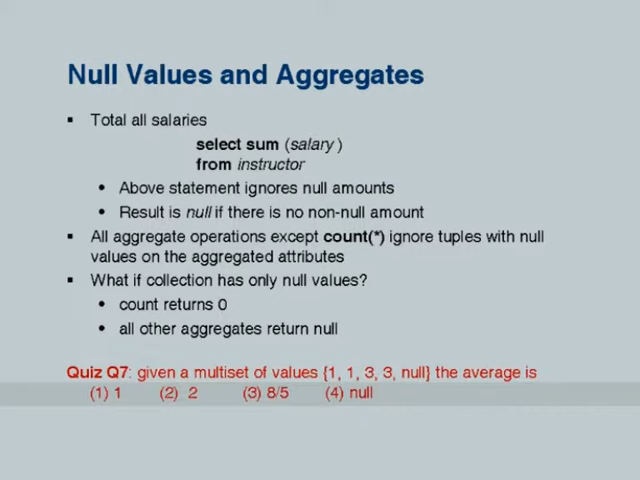 Null Values and Aggregates
▪ Total all salaries
select sum (salary )
from instructor
• Above statement ignores null amounts
• Result is null if there is no non-null amount
▪ All aggregate operations except count(*) ignore tuples with null
values on the aggregated attributes
▪ What if collection has only null values?
• count returns 0
• all other aggregates return null
Quiz Q7: given a multiset of values {1, 1, 3, 3, null} the average is
(1) 1 (2) 2 (3) 8/5 (4) null